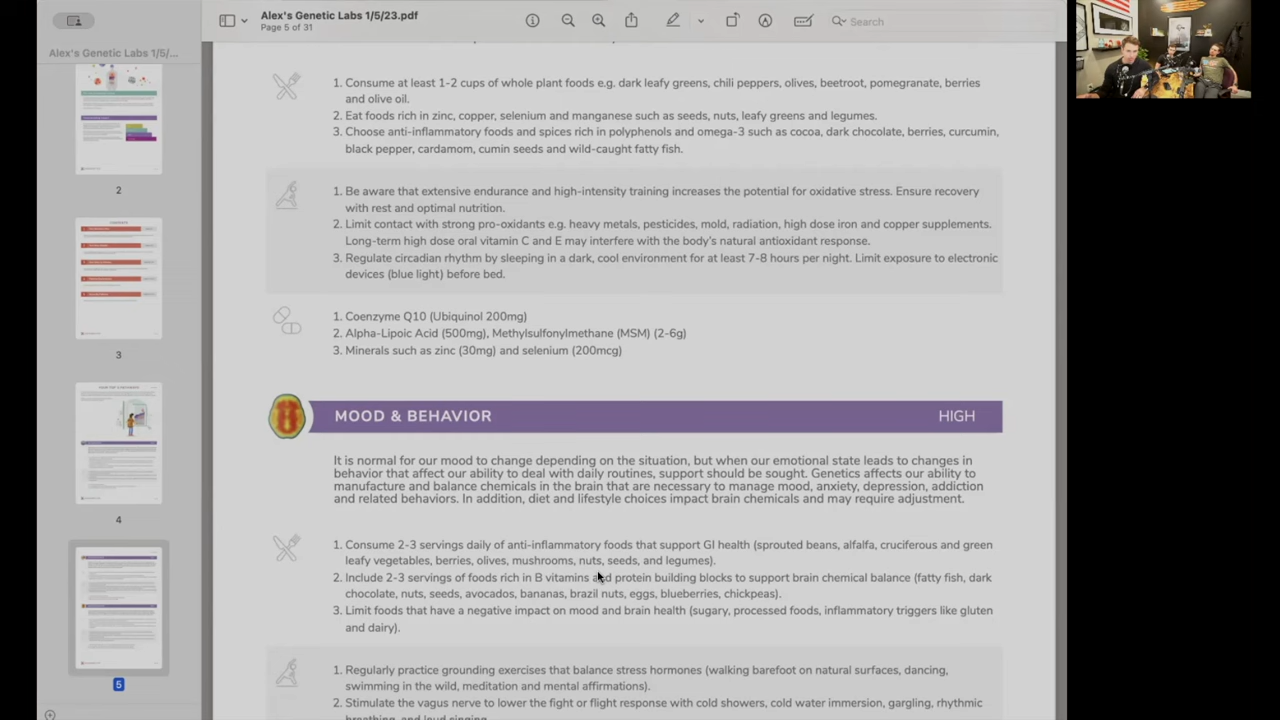 Alex's Genetic Labs 1/5/23.pdf
Page 5 of 31
Search
Alex's Genetic Labs 1/5/...
2
3
4
5
1. Consume at least 1-2 cups of whole plant foods e.g. dark leafy greens, chili peppers, olives, beetroot, pomegranate, berries
and olive oil.
2. Eat foods rich in zinc, copper, selenium and manganese such as seeds, nuts, leafy greens and legumes.
3. Choose anti-inflammatory foods and spices rich in polyphenols and omega-3 such as cocoa, dark chocolate, berries, curcumin,
black pepper, cardamom, cumin seeds and wild-caught fatty fish.
1. Be aware that extensive endurance and high-intensity training increases the potential for oxidative stress. Ensure recovery
with rest and optimal nutrition.
2. Limit contact with strong pro-oxidants e.g. heavy metals, pesticides, mold, radiation, high dose iron and copper supplements.
Long-term high dose oral vitamin C and E may interfere with the body's natural antioxidant response.
3. Regulate circadian rhythm by sleeping in a dark, cool environment for at least 7-8 hours per night. Limit exposure to electronic
devices (blue light) before bed.
1. Coenzyme Q10 (Ubiquinol 200mg)
2. Alpha-Lipoic Acid (500mg), Methylsulfonylmethane (MSM) (2-6g)
3. Minerals such as zinc (30mg) and selenium (200mcg)
MOOD & BEHAVIOR HIGH
It is normal for our mood to change depending on the situation, but when our emotional state leads to changes in
behavior that affect our ability to deal with daily routines, support should be sought. Genetics affects our ability to
manufacture and balance chemicals in the brain that are necessary to manage mood, anxiety, depression, addiction
and related behaviors. In addition, diet and lifestyle choices impact brain chemicals and may require adjustment.
1. Consume 2-3 servings daily of anti-inflammatory foods that support GI health (sprouted beans, alfalfa, cruciferous and green
leafy vegetables, berries, olives, mushrooms, nuts, seeds, and legumes).
2. Include 2-3 servings of foods rich in B vitamins and protein building blocks to support brain chemical balance (fatty fish, dark
chocolate, nuts, seeds, avocados, bananas, brazil nuts, eggs, blueberries, chickpeas).
3. Limit foods that have a negative impact on mood and brain health (sugary, processed foods, inflammatory triggers like gluten
and dairy).
1. Regularly practice grounding exercises that balance stress hormones (walking barefoot on natural surfaces, dancing,
swimming in the wild, meditation and mental affirmations).
2. Stimulate the vagus nerve to lower the fight or flight response with cold showers, cold water immersion, gargling, rhythmic
breathing, and loud singing.